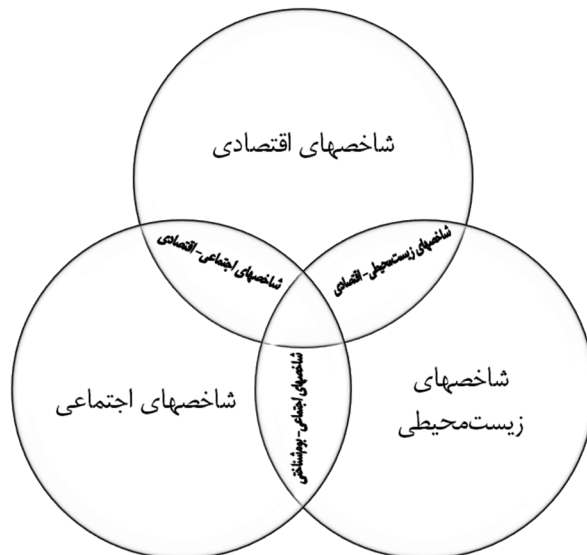 شاخصهای اقتصادی
شاخصهای زیست‌محیطی-اقتصادی
شاخصهای اجتماعی-اقتصادی
شاخصهای
زیست‌محیطی
شاخصهای اجتماعی-بوم‌شناختی
شاخصهای اجتماعی